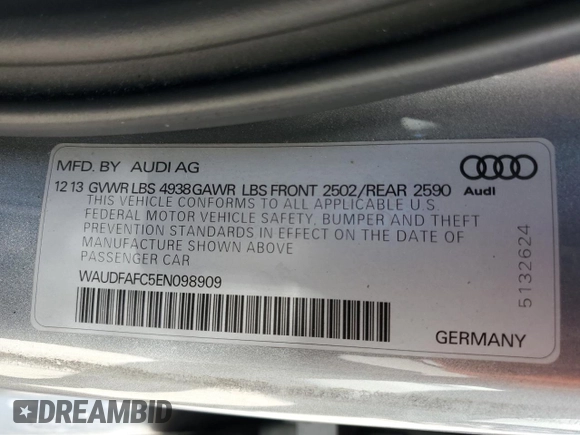 MFD. BY AUDI AG
12 13 GVWR LBS 4938 GAWR LBS FRONT 2502/REAR 2590
Audi
THIS VEHICLE CONFORMS TO ALL APPLICABLE U.S.
FEDERAL MOTOR VEHICLE SAFETY, BUMPER AND THEFT
PREVENTION STANDARDS IN EFFECT ON THE DATE OF
MANUFACTURE SHOWN ABOVE
PASSENGER CAR
WAUDFAFC5EN098909
5132624
GERMANY
DREAMBID